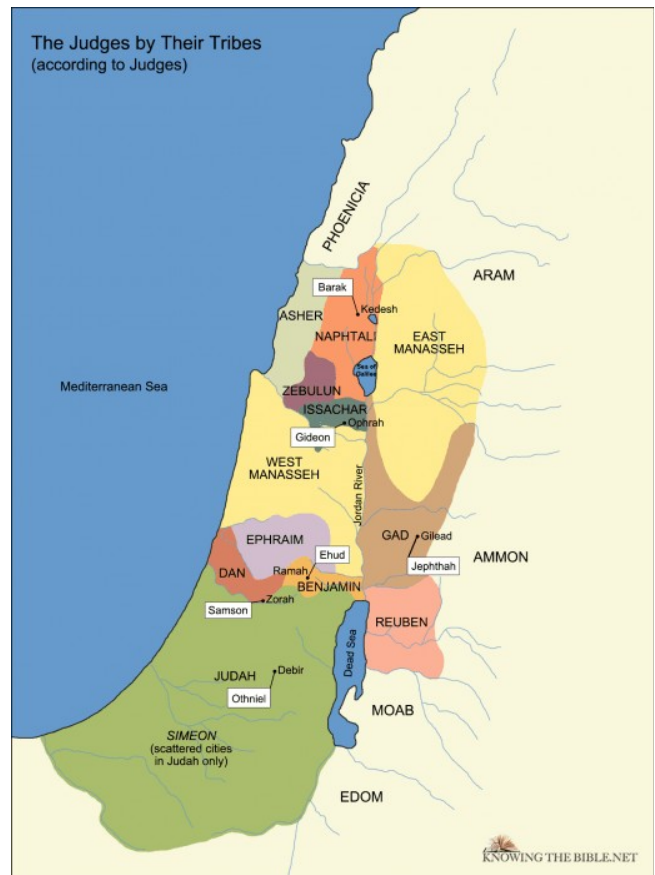 The Judges by Their Tribes
(according to Judges)
PHOENICIA
ARAM
Barak
Kedesh
ASHER
NAPHTALI
EAST
MANASSEH
Sea of
Galilee
Mediterranean Sea
ZEBULUN
ISSACHAR
Ophrah
Gideon
WEST
MANASSEH
Jordan River
EPHRAIM
GAD
Gilead
Ehud
AMMON
Jephthah
DAN
Ramah
BENJAMIN
Samson
Zorah
REUBEN
Dead Sea
JUDAH
Debir
Othniel
MOAB
SIMEON
(scattered cities
in Judah only)
EDOM
KNOWING THE BIBLE.NET